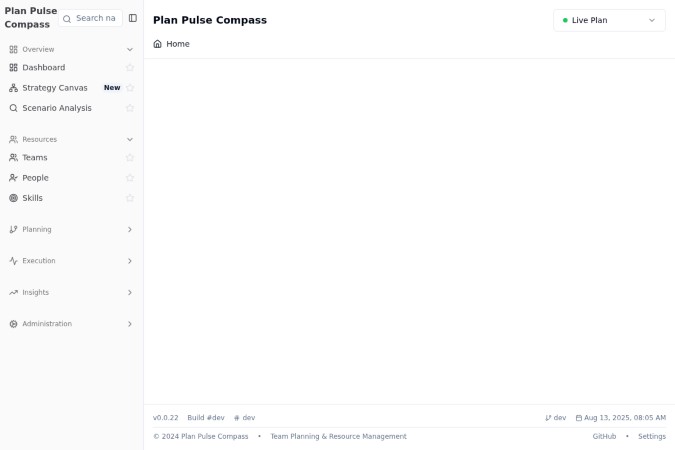 Plan Pulse
Compass
Search na
Overview
Dashboard
Strategy Canvas New
Scenario Analysis
Resources
Teams
People
Skills
Planning
Execution
Insights
Administration
Plan Pulse Compass
Live Plan
Home
v0.0.22 Build #dev # dev
dev Aug 13, 2025, 08:05 AM
© 2024 Plan Pulse Compass • Team Planning & Resource Management
GitHub • Settings